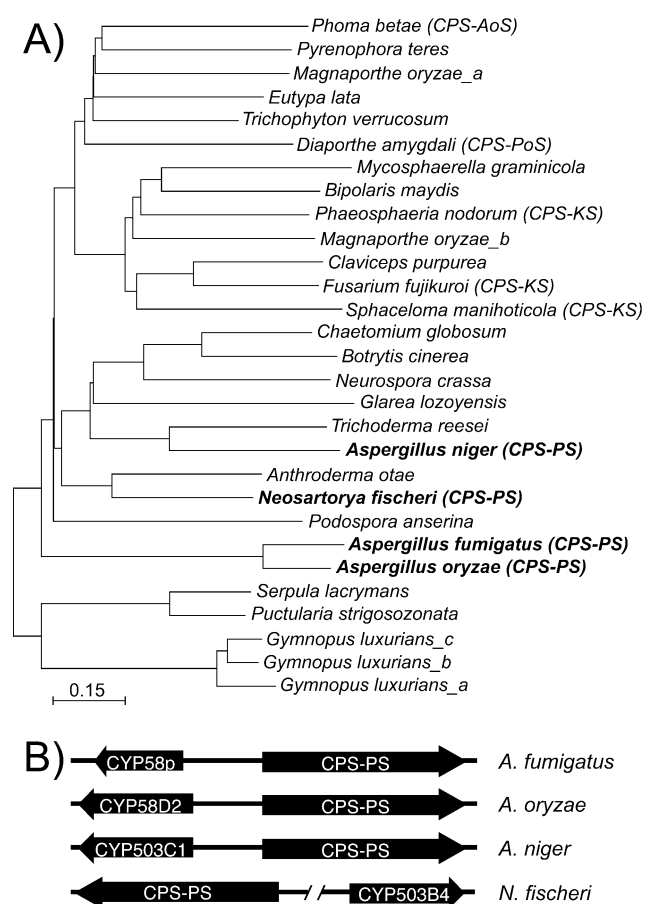 A)
Phoma betae (CPS-AoS)
Pyrenophora teres
Magnaporthe oryzae_a
Eutypa lata
Trichophyton verrucosum
Diaporthe amygdali (CPS-PoS)
Mycosphaerella graminicola
Bipolaris maydis
Phaeosphaeria nodorum (CPS-KS)
Magnaporthe oryzae_b
Claviceps purpurea
Fusarium fujikuroi (CPS-KS)
Sphaceloma manihoticola (CPS-KS)
Chaetomium globosum
Botrytis cinerea
Neurospora crassa
Glarea lozoyensis
Trichoderma reesei
Aspergillus niger (CPS-PS)
Anthroderma otae
Neosartorya fischeri (CPS-PS)
Podospora anserina
Aspergillus fumigatus (CPS-PS)
Aspergillus oryzae (CPS-PS)
Serpula lacrymans
Puctularia strigosozonata
Gymnopus luxurians_c
Gymnopus luxurians_b
Gymnopus luxurians_a
0.15
B)
CYP58p CPS-PS A. fumigatus
CYP58D2 CPS-PS A. oryzae
CYP503C1 CPS-PS A. niger
CPS-PS CYP503B4 N. fischeri